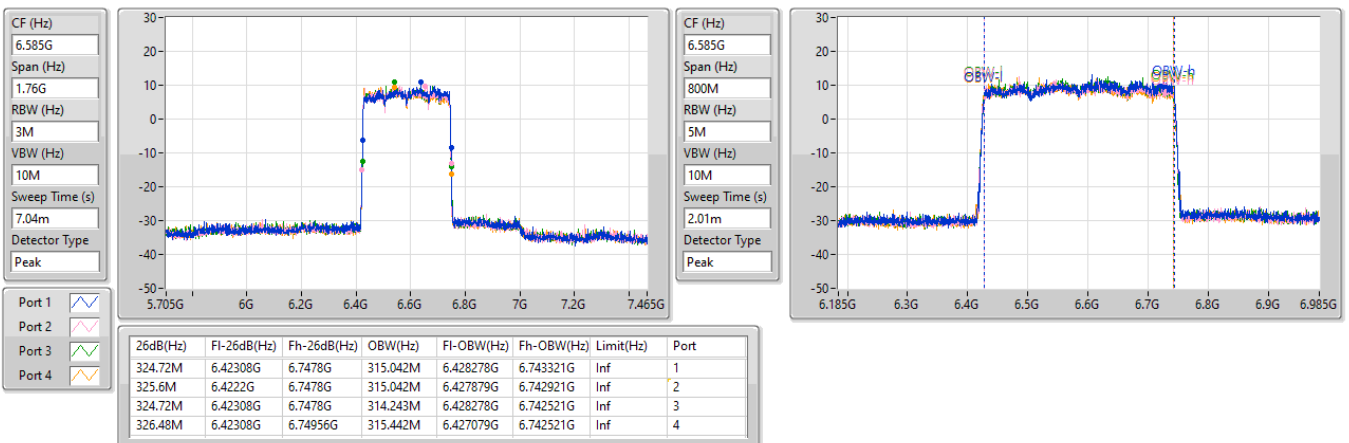 CF (Hz)
6.585G
Span (Hz)
1.76G
RBW (Hz)
3M
VBW (Hz)
10M
Sweep Time (s)
7.04m
Detector Type
Peak
30
20
10
0
-10
-20
-30
-40
-50
5.705G 6G 6.2G 6.4G 6.6G 6.8G 7G 7.2G 7.465G
CF (Hz)
6.585G
Span (Hz)
800M
RBW (Hz)
5M
VBW (Hz)
10M
Sweep Time (s)
2.01m
Detector Type
Peak
30
20
10
0
-10
-20
-30
-40
-50
OBW-l OBW-h
6.185G 6.3G 6.4G 6.5G 6.6G 6.7G 6.8G 6.9G 6.985G
Port 1
Port 2
Port 3
Port 4
26dB(Hz) Fl-26dB(Hz) Fh-26dB(Hz) OBW(Hz) Fl-OBW(Hz) Fh-OBW(Hz) Limit(Hz) Port
324.72M 6.42308G 6.7478G 315.042M 6.428278G 6.743321G Inf 1
325.6M 6.4222G 6.7478G 315.042M 6.427879G 6.742921G Inf 2
324.72M 6.42308G 6.7478G 314.243M 6.428278G 6.742521G Inf 3
326.48M 6.42308G 6.74956G 315.442M 6.427079G 6.742521G Inf 4